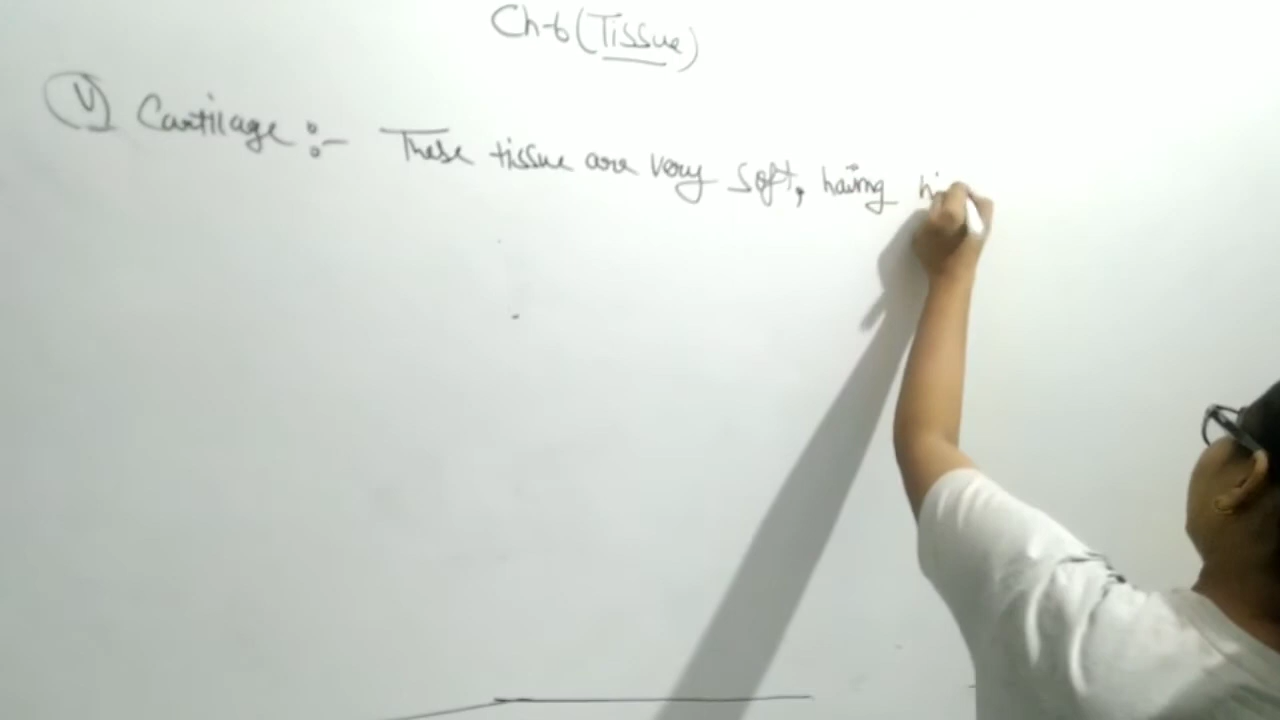 Ch-6 (Tissue)
V) Cartilage :- These tissue are very soft, having